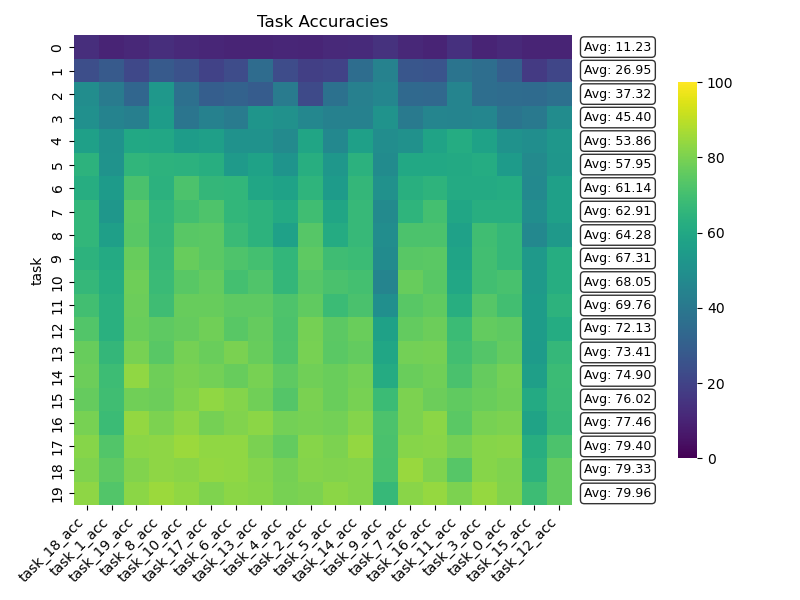 Task Accuracies
task
0 Avg: 11.23
1 Avg: 26.95
2 Avg: 37.32
3 Avg: 45.40
4 Avg: 53.86
5 Avg: 57.95
6 Avg: 61.14
7 Avg: 62.91
8 Avg: 64.28
9 Avg: 67.31
10 Avg: 68.05
11 Avg: 69.76
12 Avg: 72.13
13 Avg: 73.41
14 Avg: 74.90
15 Avg: 76.02
16 Avg: 77.46
17 Avg: 79.40
18 Avg: 79.33
19 Avg: 79.96
100
80
60
40
20
0
task_18_acc
task_1_acc
task_19_acc
task_8_acc
task_10_acc
task_17_acc
task_6_acc
task_13_acc
task_4_acc
task_2_acc
task_5_acc
task_14_acc
task_9_acc
task_7_acc
task_16_acc
task_11_acc
task_3_acc
task_0_acc
task_15_acc
task_12_acc